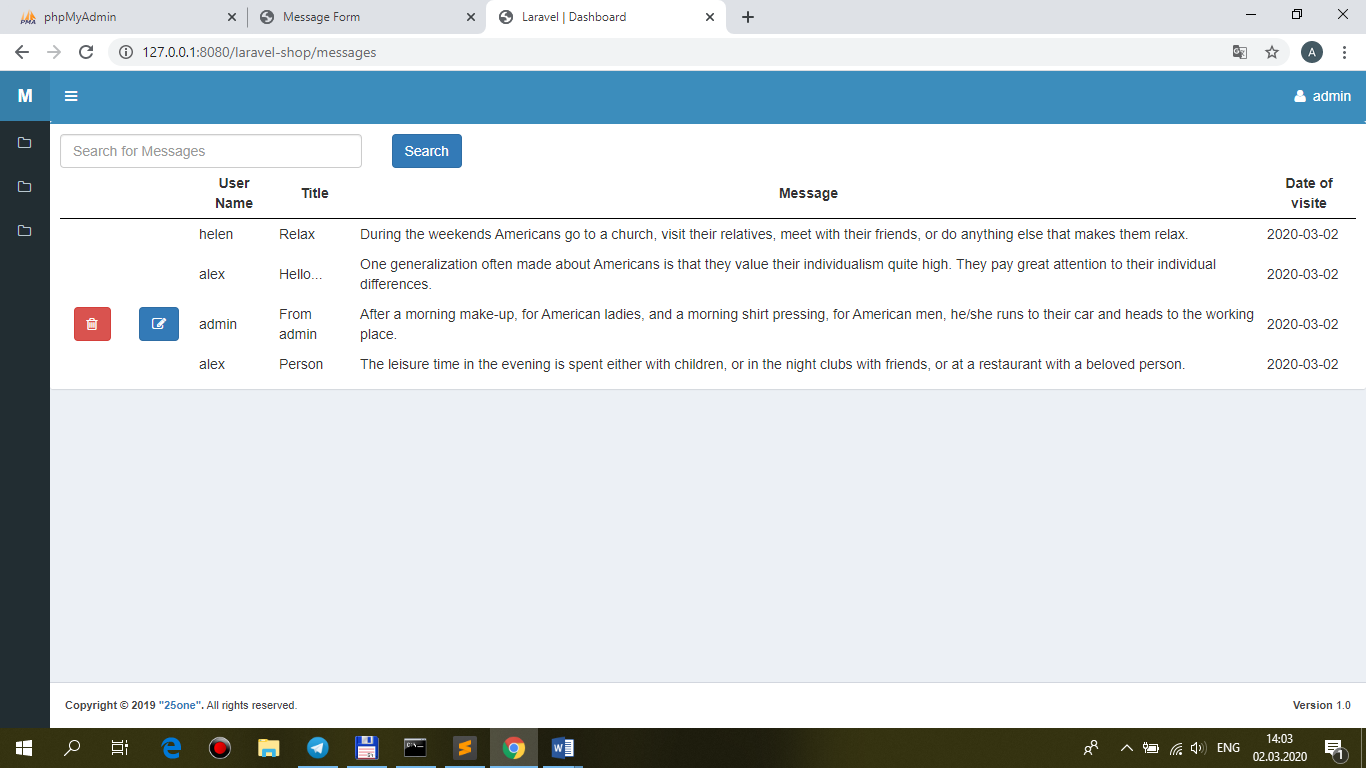 phpMyAdmin
Message Form
Laravel | Dashboard
127.0.0.1:8080/laravel-shop/messages
A
M
admin
Search for Messages
Search
User Name
Title
Message
Date of visite
helen
Relax
During the weekends Americans go to a church, visit their relatives, meet with their friends, or do anything else that makes them relax.
2020-03-02
alex
Hello...
One generalization often made about Americans is that they value their individualism quite high. They pay great attention to their individual
differences.
2020-03-02
admin
From
admin
After a morning make-up, for American ladies, and a morning shirt pressing, for American men, he/she runs to their car and heads to the working
place.
2020-03-02
alex
Person
The leisure time in the evening is spent either with children, or in the night clubs with friends, or at a restaurant with a beloved person.
2020-03-02
Copyright © 2019 "25one". All rights reserved.
Version 1.0
ENG
14:03
02.03.2020
1